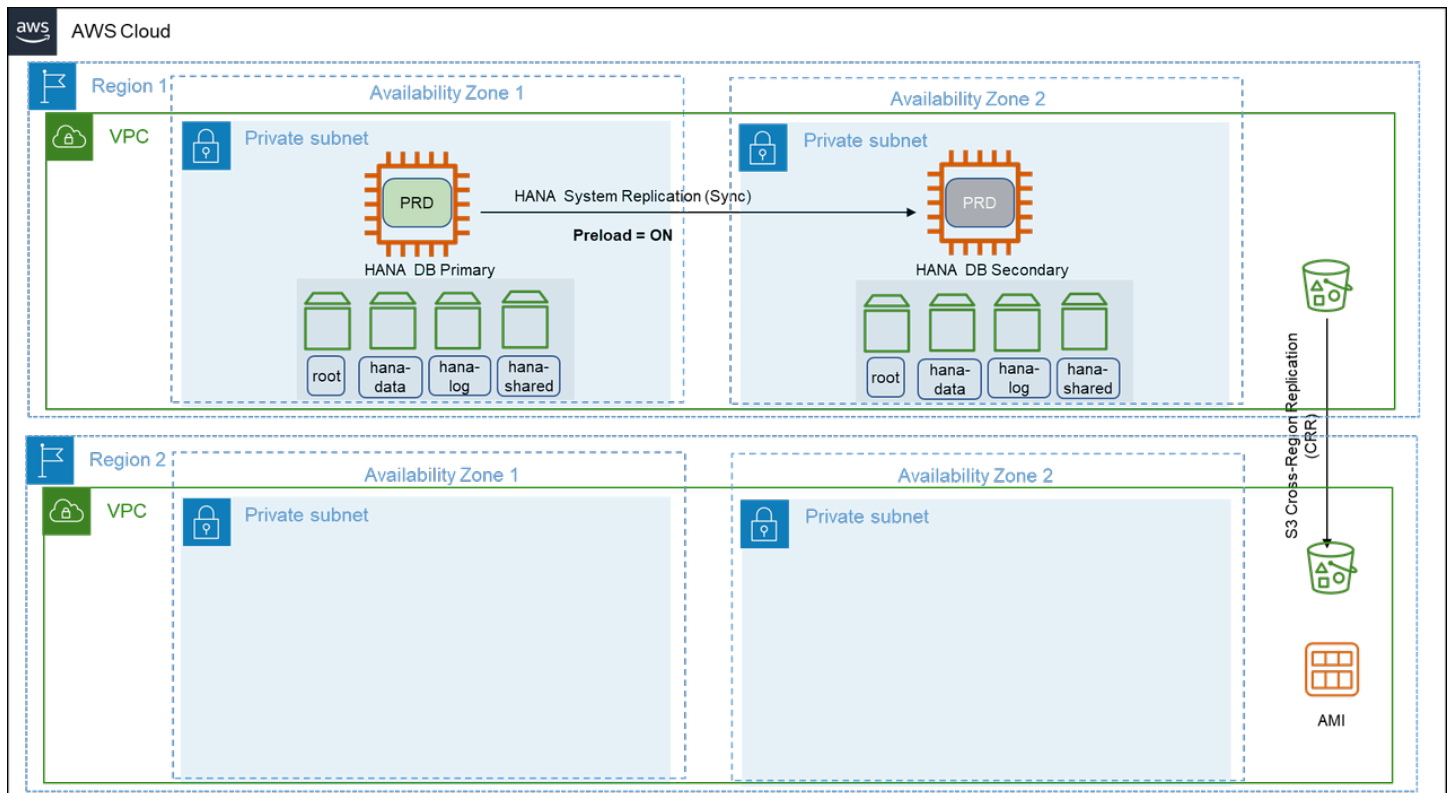 aws
AWS Cloud
Region 1
Availability Zone 1
Availability Zone 2
VPC
Private subnet
Private subnet
PRD
HANA System Replication (Sync)
PRD
Preload = ON
HANA DB Primary
HANA DB Secondary
root
hana-
data
hana-
log
hana-
shared
root
hana-
data
hana-
log
hana-
shared
S3 Cross-Region Replication
(CRR)
Region 2
Availability Zone 1
Availability Zone 2
VPC
Private subnet
Private subnet
AMI